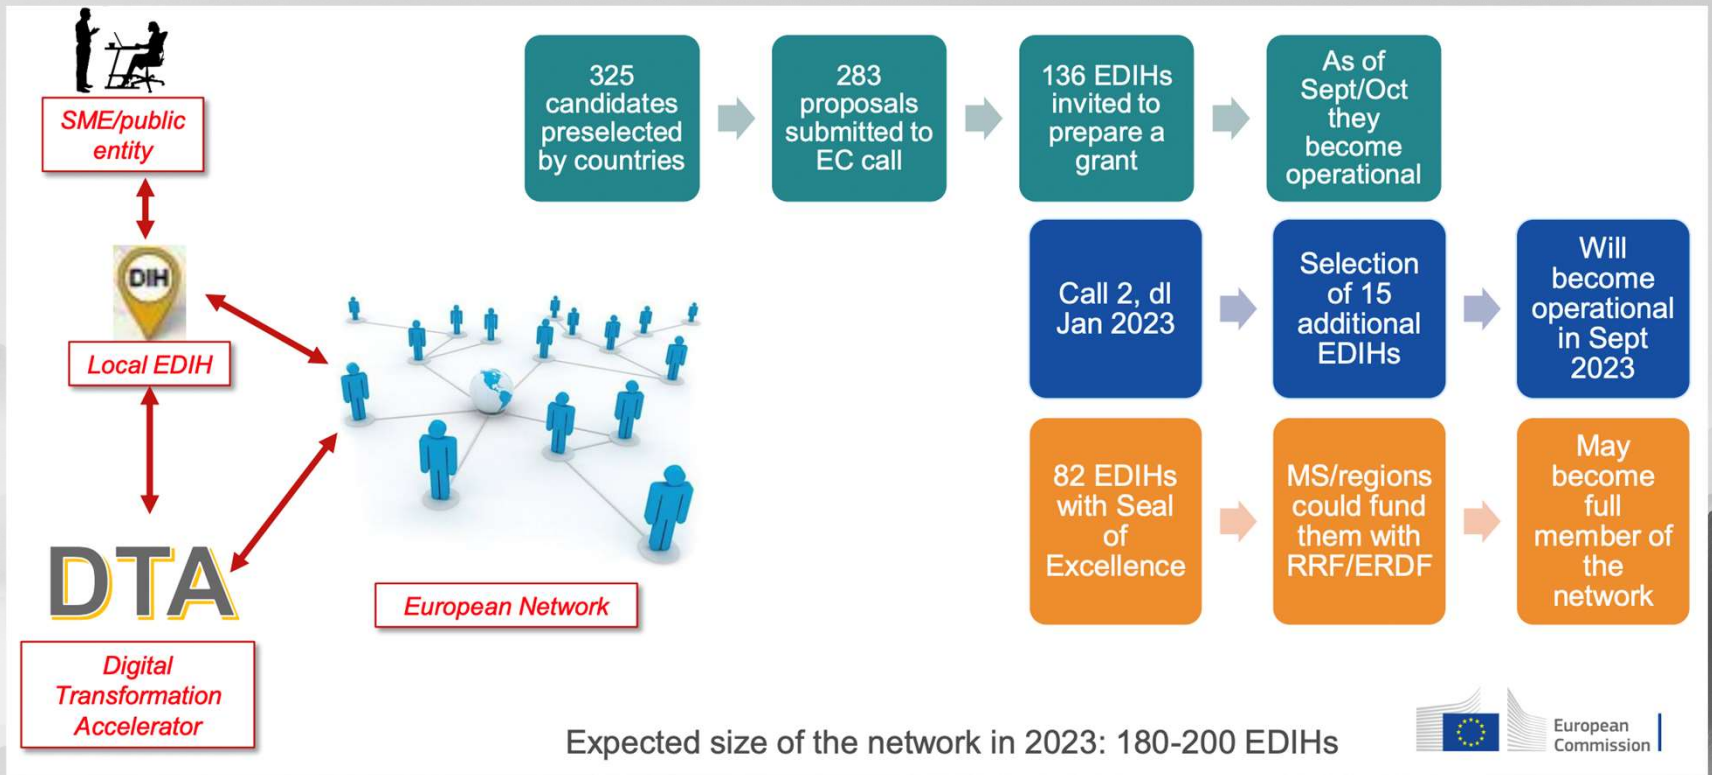 SME/public
entity
DIH
Local EDIH
DTA
Digital
Transformation
Accelerator
European Network
325
candidates
preselected
by countries
283
proposals
submitted to
EC call
136 EDIHs
invited to
prepare a
grant
As of
Sept/Oct
they
become
operational
Call 2, dl
Jan 2023
Selection
of 15
additional
EDIHs
Will
become
operational
in Sept
2023
82 EDIHs
with Seal
of
Excellence
MS/regions
could fund
them with
RRF/ERDF
May
become
full
member of
the
network
Expected size of the network in 2023: 180-200 EDIHs
European
Commission